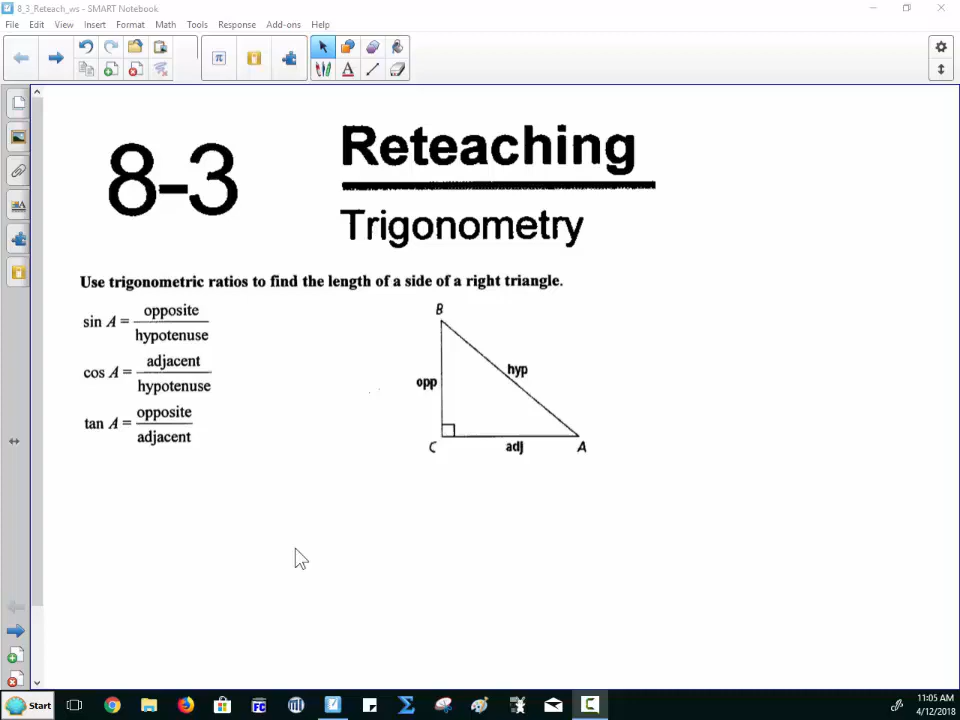 8_3_Reteach_ws - SMART Notebook
File Edit View Insert Format Math Tools Response Add-ons Help
8-3
Reteaching
Trigonometry
Use trigonometric ratios to find the length of a side of a right triangle.
sin A = opposite
hypotenuse
cos A = adjacent
hypotenuse
tan A = opposite
adjacent
B
opp
hyp
C
adj
A
Start
11:05 AM
4/12/2018